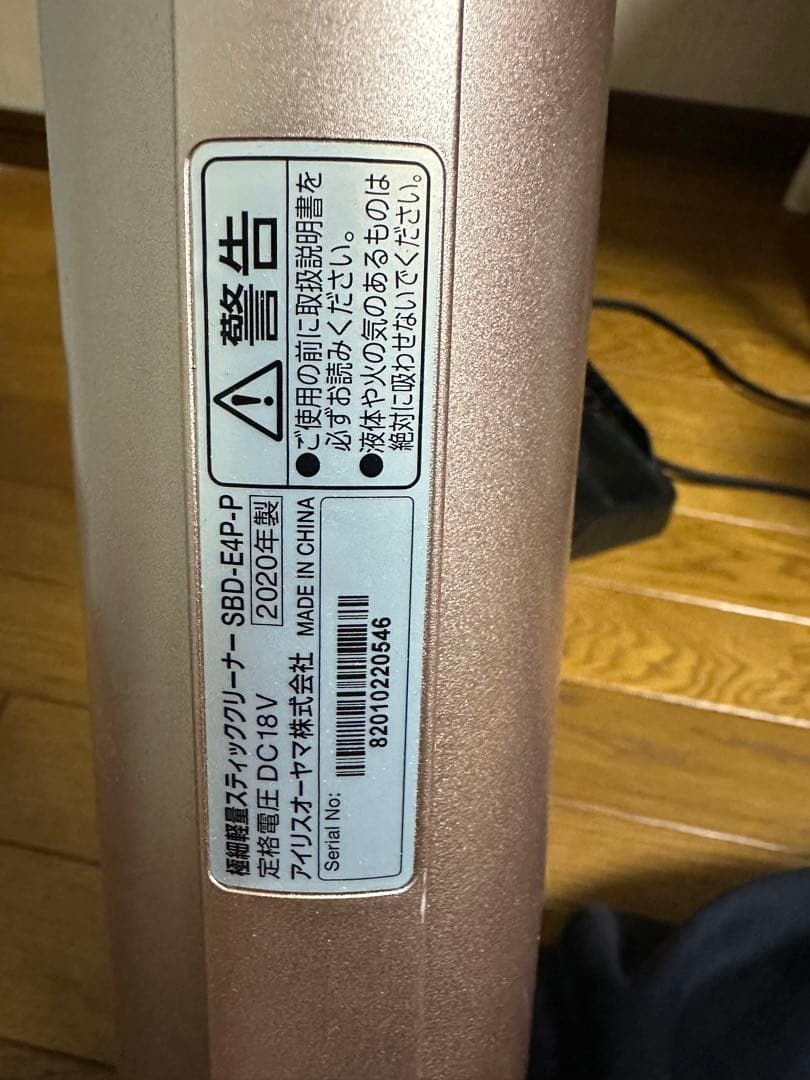 極細軽量スティッククリーナー SBD-E4P-P
定格電圧 DC18V 2020年製
アイリスオーヤマ株式会社 MADE IN CHINA
Serial No:
82010220546
警告
●ご使用の前に取扱説明書を
必ずお読みください。
●液体や火の気のあるものは
絶対に吸わせないでください。